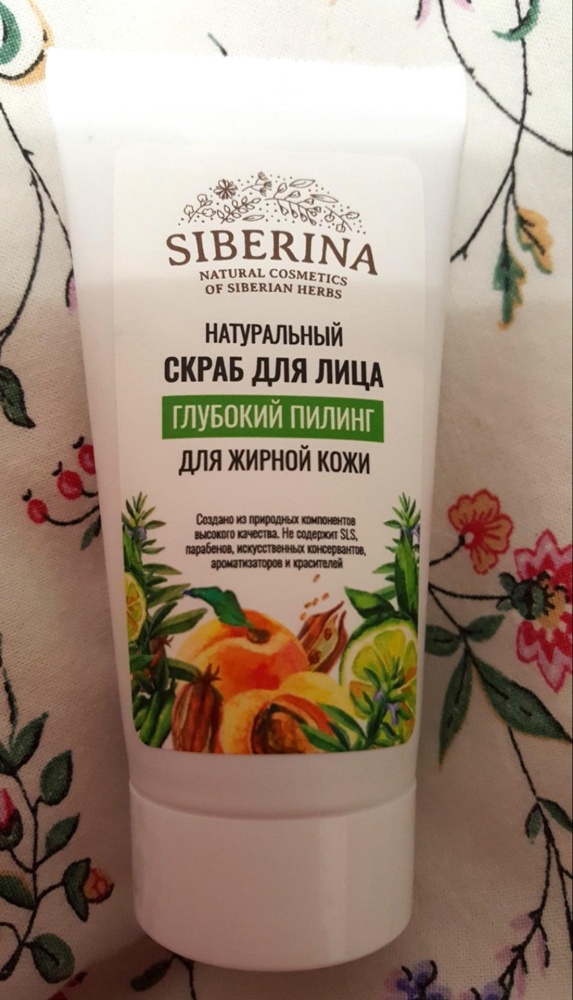 SIBERINA
NATURAL COSMETICS
OF SIBERIAN HERBS
НАТУРАЛЬНЫЙ
СКРАБ ДЛЯ ЛИЦА
ГЛУБОКИЙ ПИЛИНГ
ДЛЯ ЖИРНОЙ КОЖИ
Создано из природных компонентов
высокого качества. Не содержит SLS,
парабенов, искусственных консервантов,
ароматизаторов и красителей